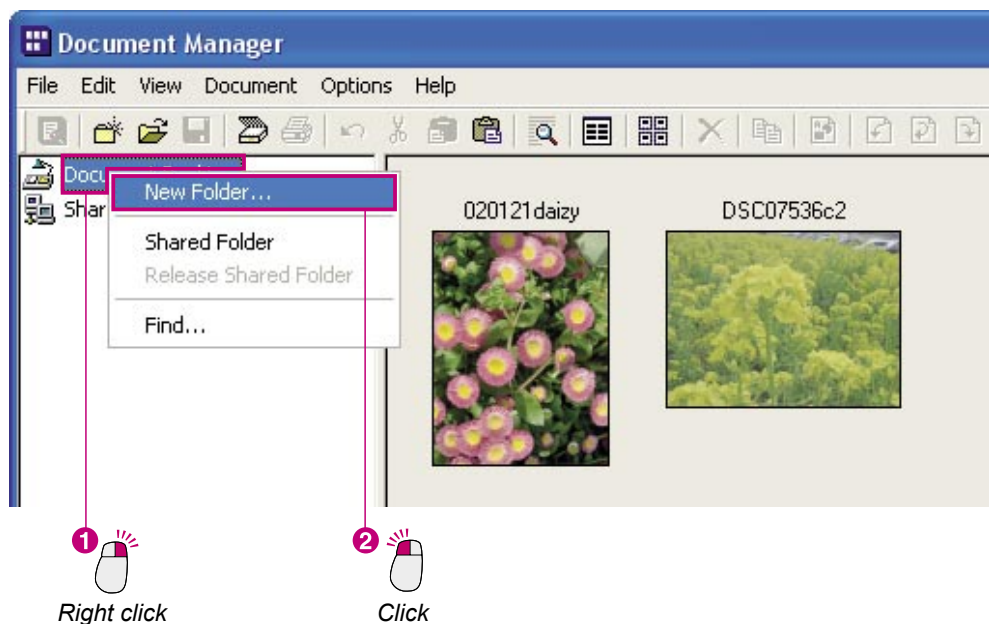 Document Manager
File Edit View Document Options Help
New Folder...
Shared Folder
Release Shared Folder
Find...
020121daizy DSC07536c2
1 2
Right click Click